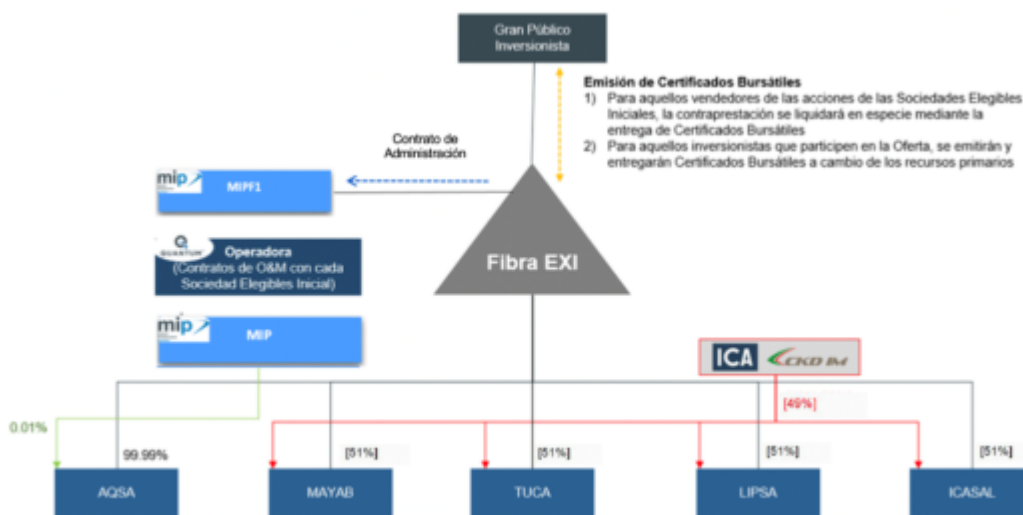 Gran Público
Inversionista
Emisión de Certificados Bursátiles
1) Para aquellos vendedores de las acciones de las Sociedades Elegibles
Iniciales, la contraprestación se liquidará en especie mediante la
entrega de Certificados Bursátiles
2) Para aquellos inversionistas que participen en la Oferta, se emitirán y
entregarán Certificados Bursátiles a cambio de los recursos primarios
Contrato de
Administración
mip
MIPF1
QUANTUM
Operadora
(Contratos de O&M con cada
Sociedad Elegibles Inicial)
Fibra EXI
mip
MIP
ICA CKD IM
[49%]
0.01%
99.99%
[51%]
[51%]
[51%]
[51%]
AQSA
MAYAB
TUCA
LIPSA
ICASAL